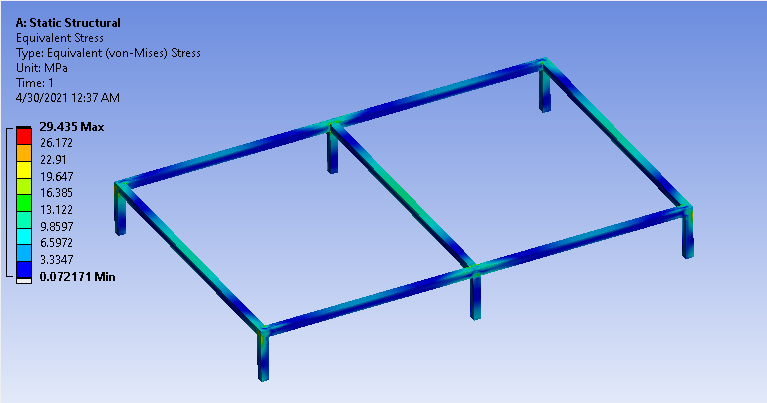 A: Static Structural
Equivalent Stress
Type: Equivalent (von-Mises) Stress
Unit: MPa
Time: 1
4/30/2021 12:37 AM
29.435 Max
26.172
22.91
19.647
16.385
13.122
9.8597
6.5972
3.3347
0.072171 Min